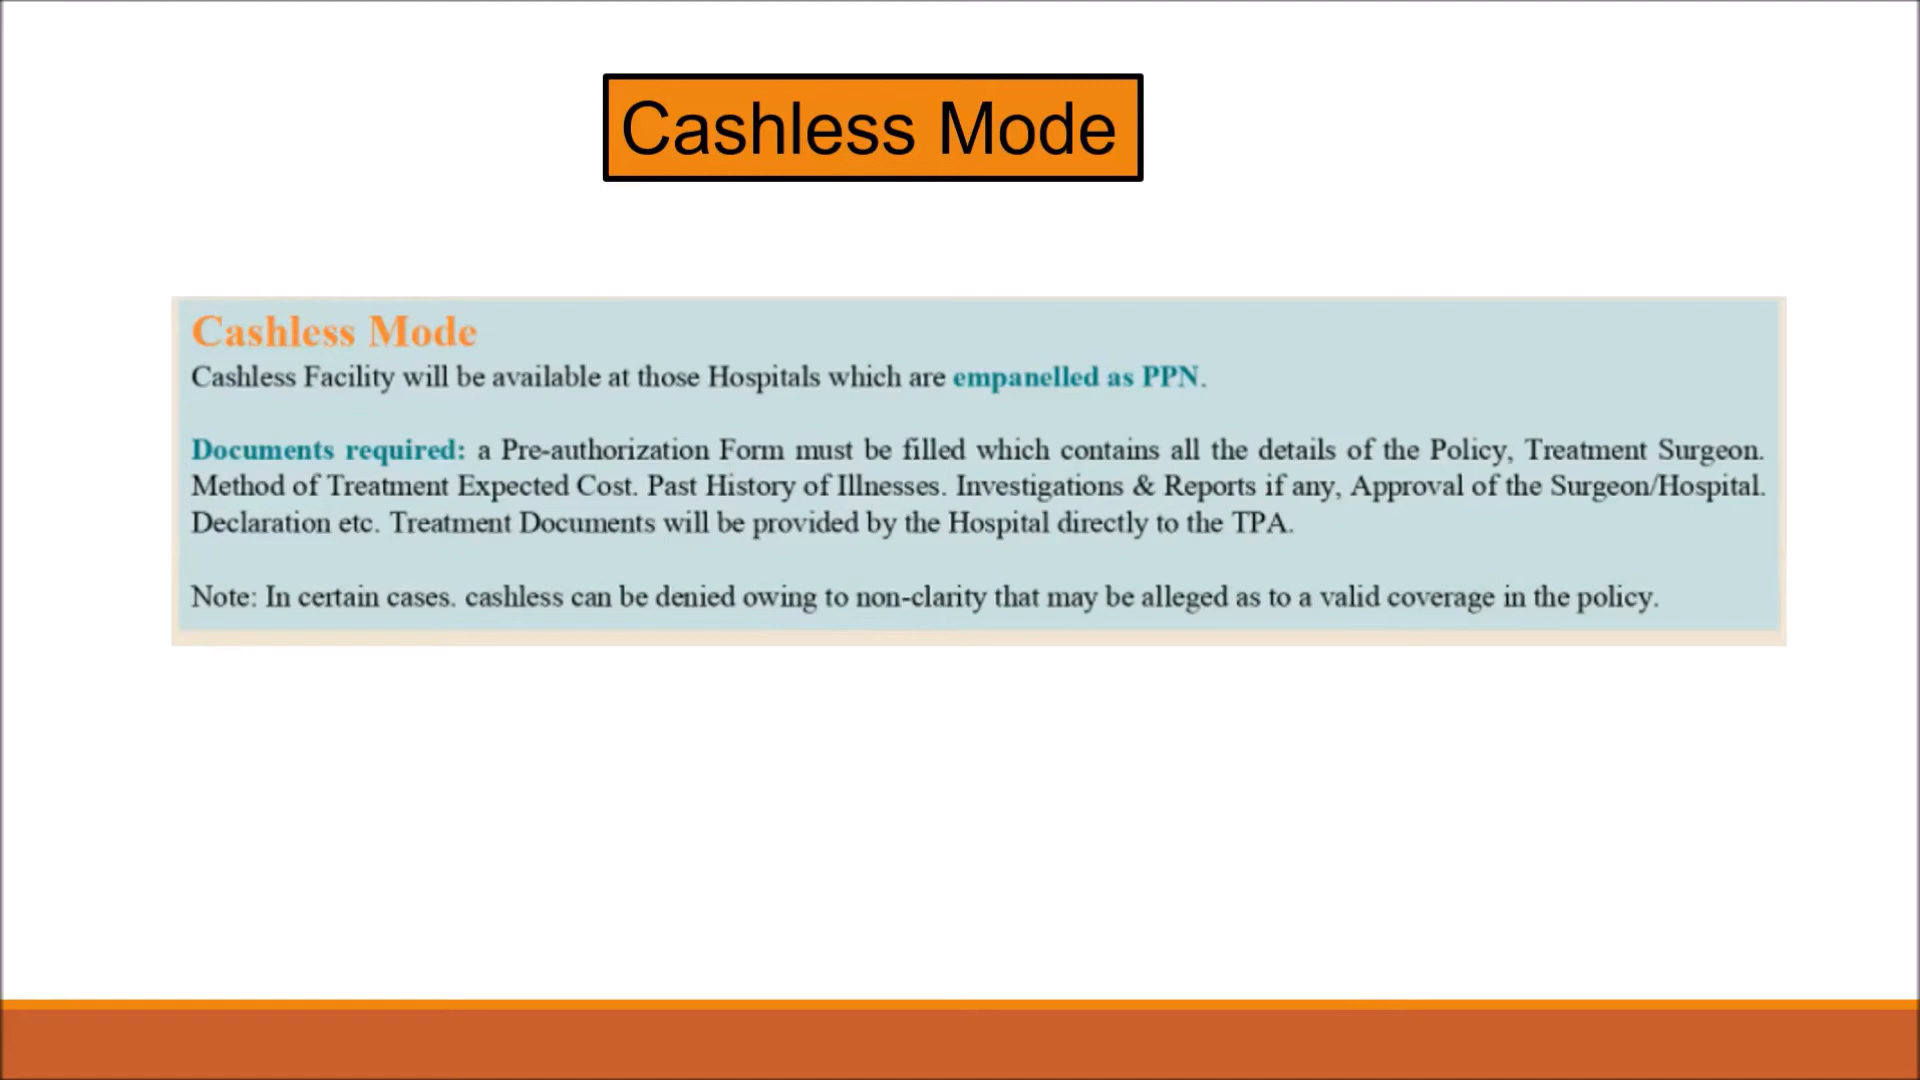 Cashless Mode
Cashless Mode
Cashless Facility will be available at those Hospitals which are empanelled as PPN.
Documents required: a Pre-authorization Form must be filled which contains all the details of the Policy, Treatment Surgeon.
Method of Treatment Expected Cost. Past History of Illnesses. Investigations & Reports if any, Approval of the Surgeon/Hospital.
Declaration etc. Treatment Documents will be provided by the Hospital directly to the TPA.
Note: In certain cases. cashless can be denied owing to non-clarity that may be alleged as to a valid coverage in the policy.